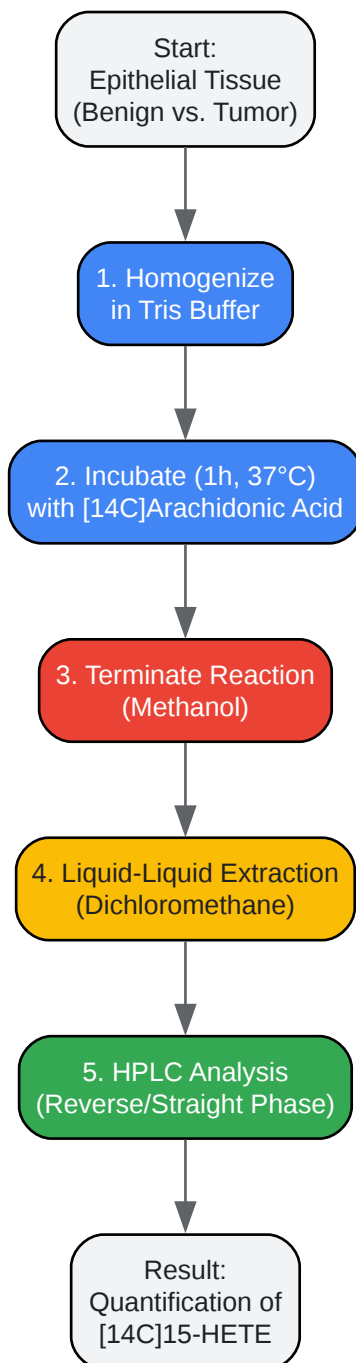 Start:
Epithelial Tissue
(Benign vs. Tumor)
1. Homogenize
in Tris Buffer
2. Incubate (1h, 37°C)
with [14C]Arachidonic Acid
3. Terminate Reaction
(Methanol)
4. Liquid-Liquid Extraction
(Dichloromethane)
5. HPLC Analysis
(Reverse/Straight Phase)
Result:
Quantification of
[14C]15-HETE